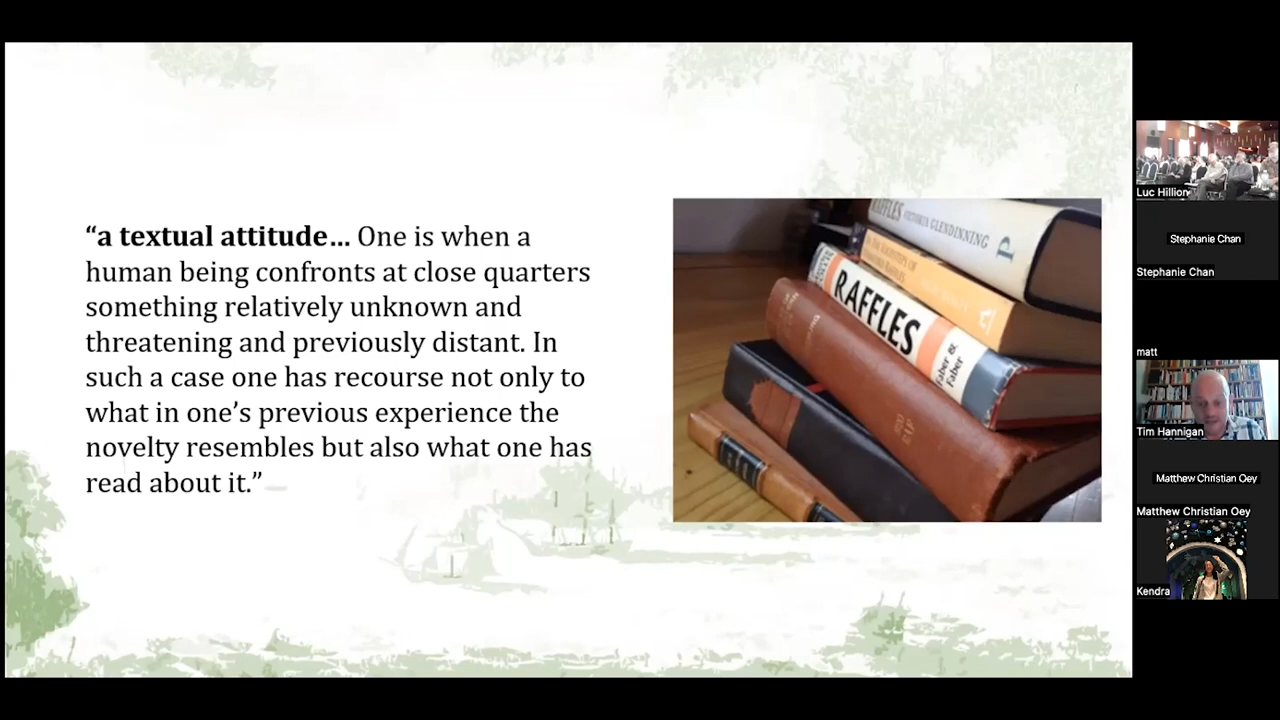 “a textual attitude… One is when a
human being confronts at close quarters
something relatively unknown and
threatening and previously distant. In
such a case one has recourse not only to
what in one’s previous experience the
novelty resembles but also what one has
read about it.”
RAFFLES VICTORIA GLENDINNING
RAFFLES
Faber &
Faber
Luc Hillion
Stephanie Chan
Stephanie Chan
matt
Tim Hannigan
Matthew Christian Oey
Matthew Christian Oey
Kendra